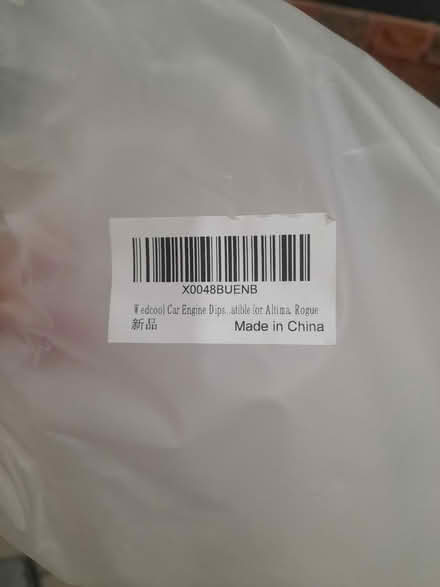 X0048BUENB
Wedcool Car Engine Dips...atible for Altima, Rogue
新品
Made in China